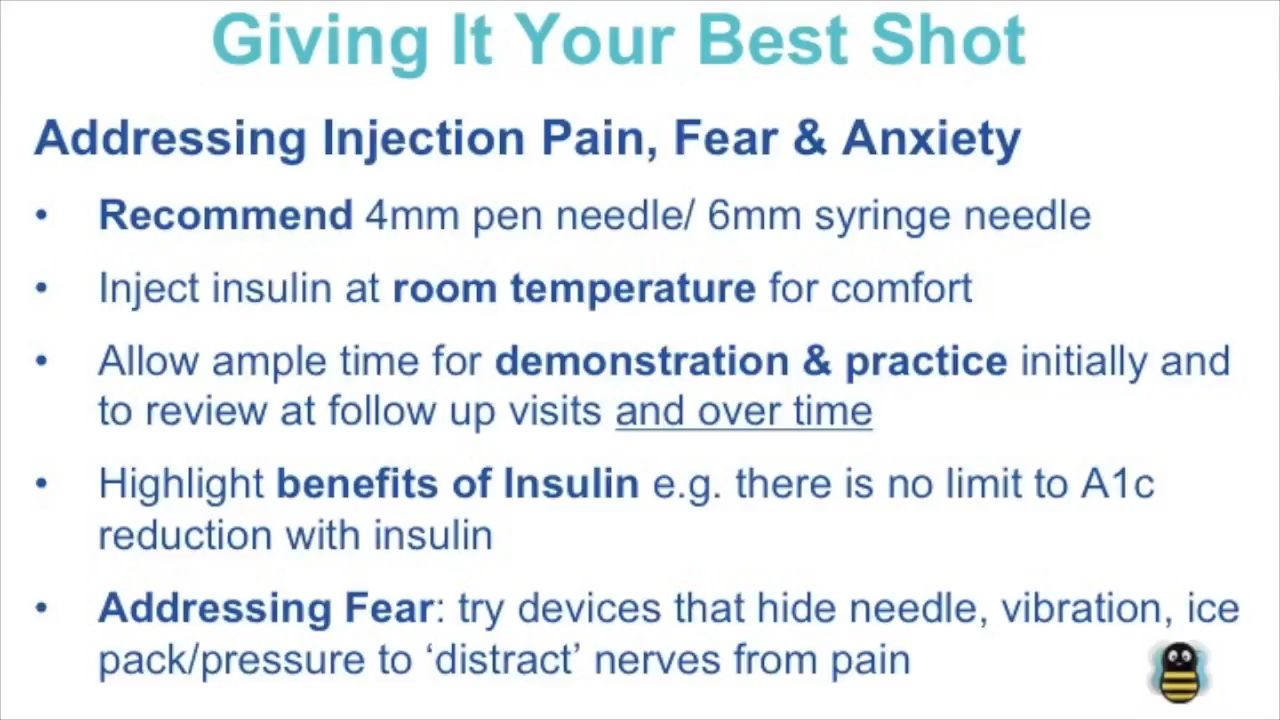 Giving It Your Best Shot
Addressing Injection Pain, Fear & Anxiety
• Recommend 4mm pen needle/ 6mm syringe needle
• Inject insulin at room temperature for comfort
• Allow ample time for demonstration & practice initially and
to review at follow up visits and over time
• Highlight benefits of Insulin e.g. there is no limit to A1c
reduction with insulin
• Addressing Fear: try devices that hide needle, vibration, ice
pack/pressure to ‘distract’ nerves from pain